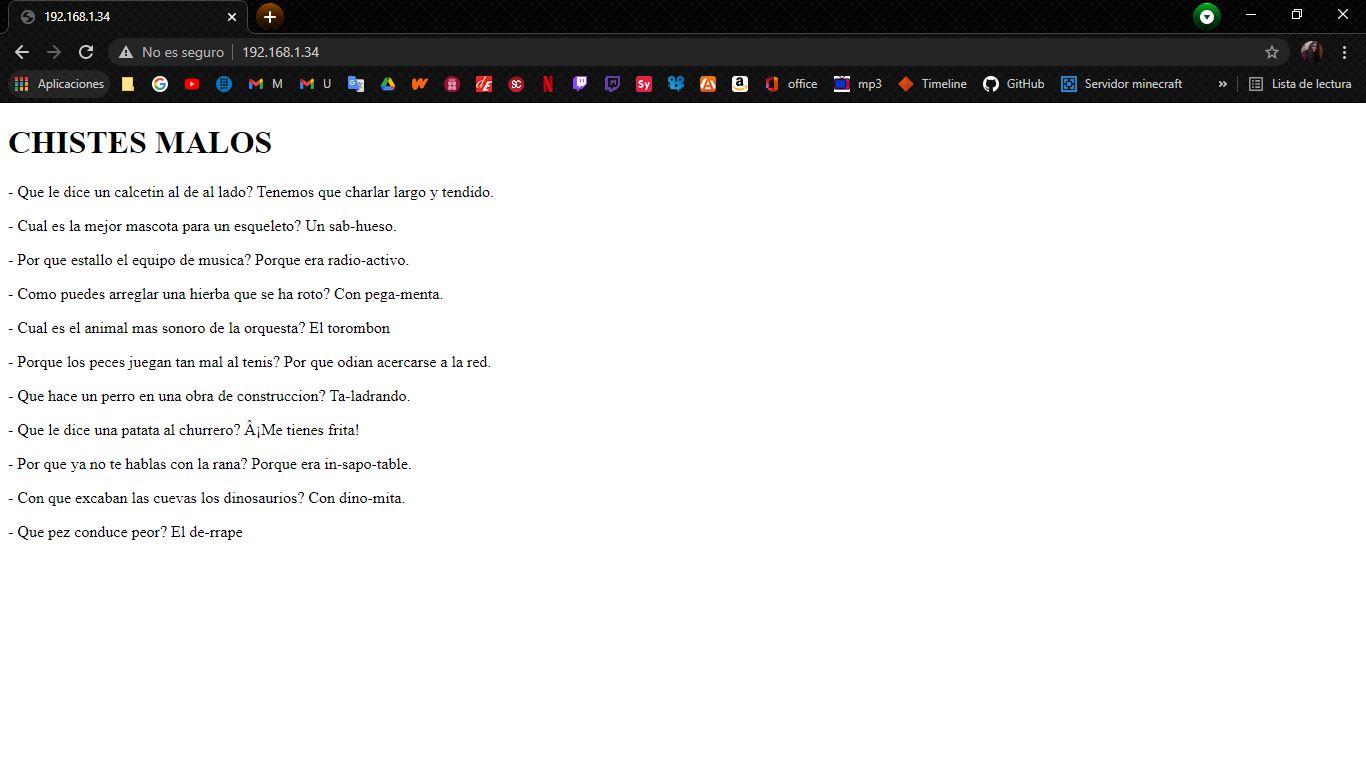 192.168.1.34
No es seguro 192.168.1.34
Aplicaciones M U office mp3 Timeline GitHub Servidor minecraft » Lista de lectura
CHISTES MALOS
- Que le dice un calcetin al de al lado? Tenemos que charlar largo y tendido.
- Cual es la mejor mascota para un esqueleto? Un sab-hueso.
- Por que estallo el equipo de musica? Porque era radio-activo.
- Como puedes arreglar una hierba que se ha roto? Con pega-menta.
- Cual es el animal mas sonoro de la orquesta? El torombon
- Porque los peces juegan tan mal al tenis? Por que odian acercarse a la red.
- Que hace un perro en una obra de construccion? Ta-ladrando.
- Que le dice una patata al churrero? Â¡Me tienes frita!
- Por que ya no te hablas con la rana? Porque era in-sapo-table.
- Con que excaban las cuevas los dinosaurios? Con dino-mita.
- Que pez conduce peor? El de-rrape